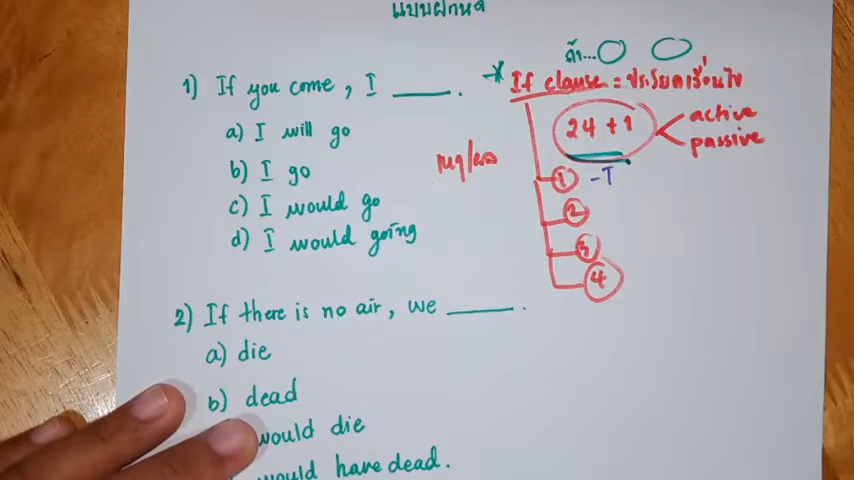 แบบฝึกหัด
1) If you come, I ____.
a) I will go
b) I go
c) I would go
d) I would going
2) If there is no air, we ____.
a) die
b) dead
would die
would have dead.
ถ้า...
* If clause = ประโยคเงื่อนไข
24 + 1
active
passive
เหตุ/ผล
1 -T
2
3
4